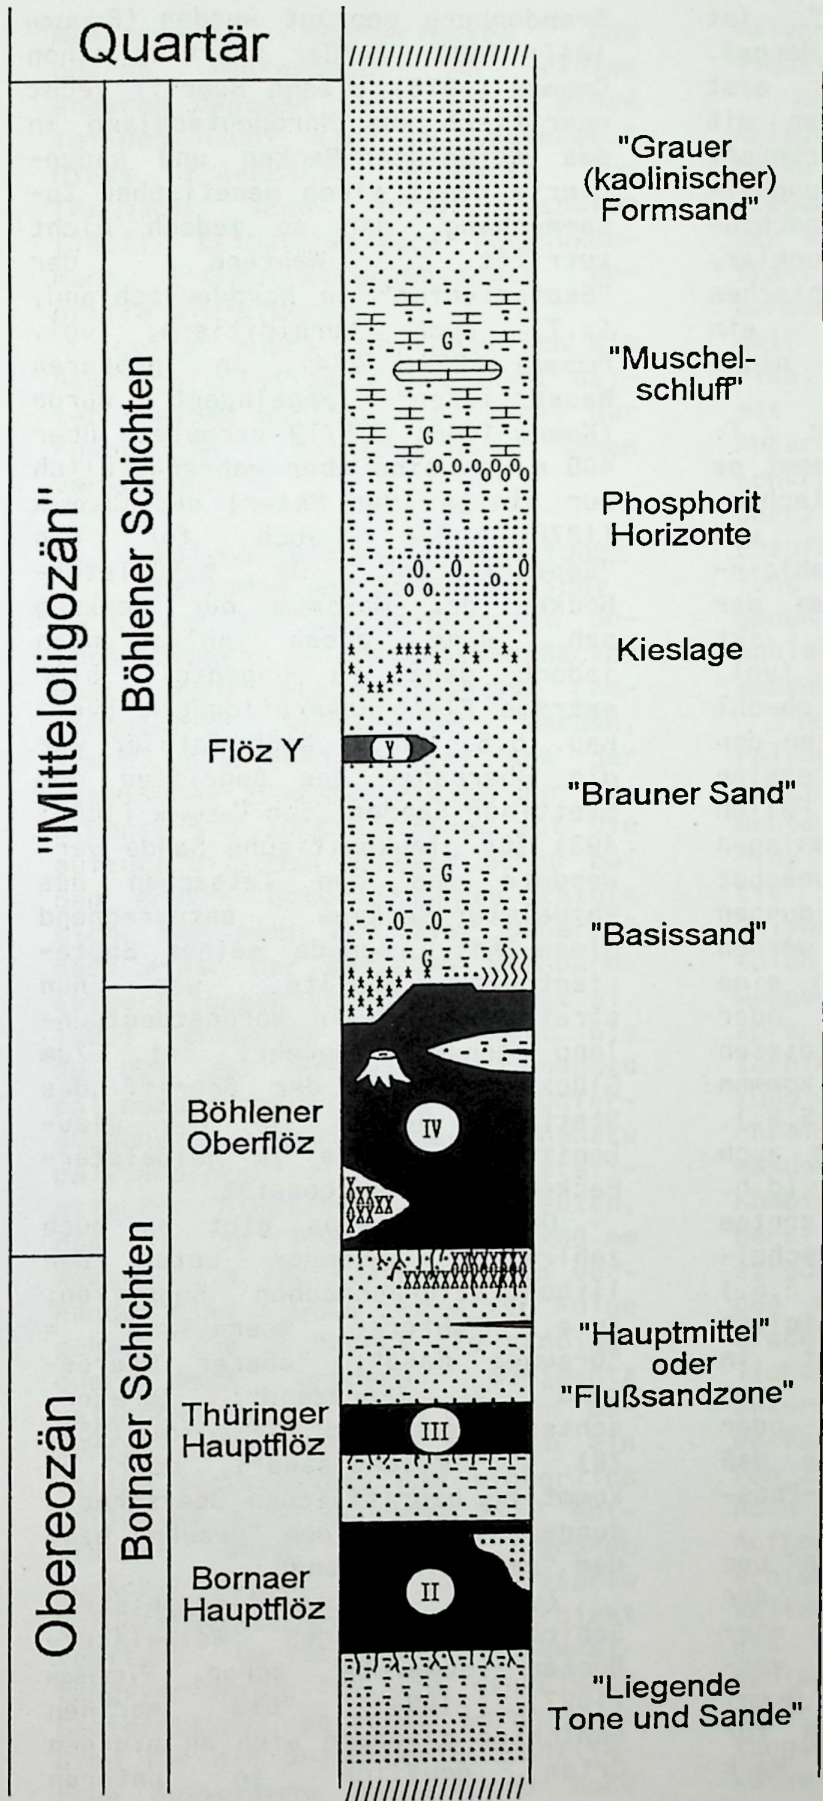 Quartär
"Grauer
(kaolinischer)
Formsand"
G
"Muschel-
schluff"
G
Phosphorit
Horizonte
Kieslage
Flöz Y
Y
"Brauner Sand"
G
"Basissand"
G
Böhlener
Oberflöz
IV
"Hauptmittel"
oder
"Flußsandzone"
Thüringer
Hauptflöz
III
Bornaer
Hauptflöz
II
"Liegende
Tone und Sande"
"Mitteloligozän"
Obereozän
Böhlener Schichten
Bornaer Schichten